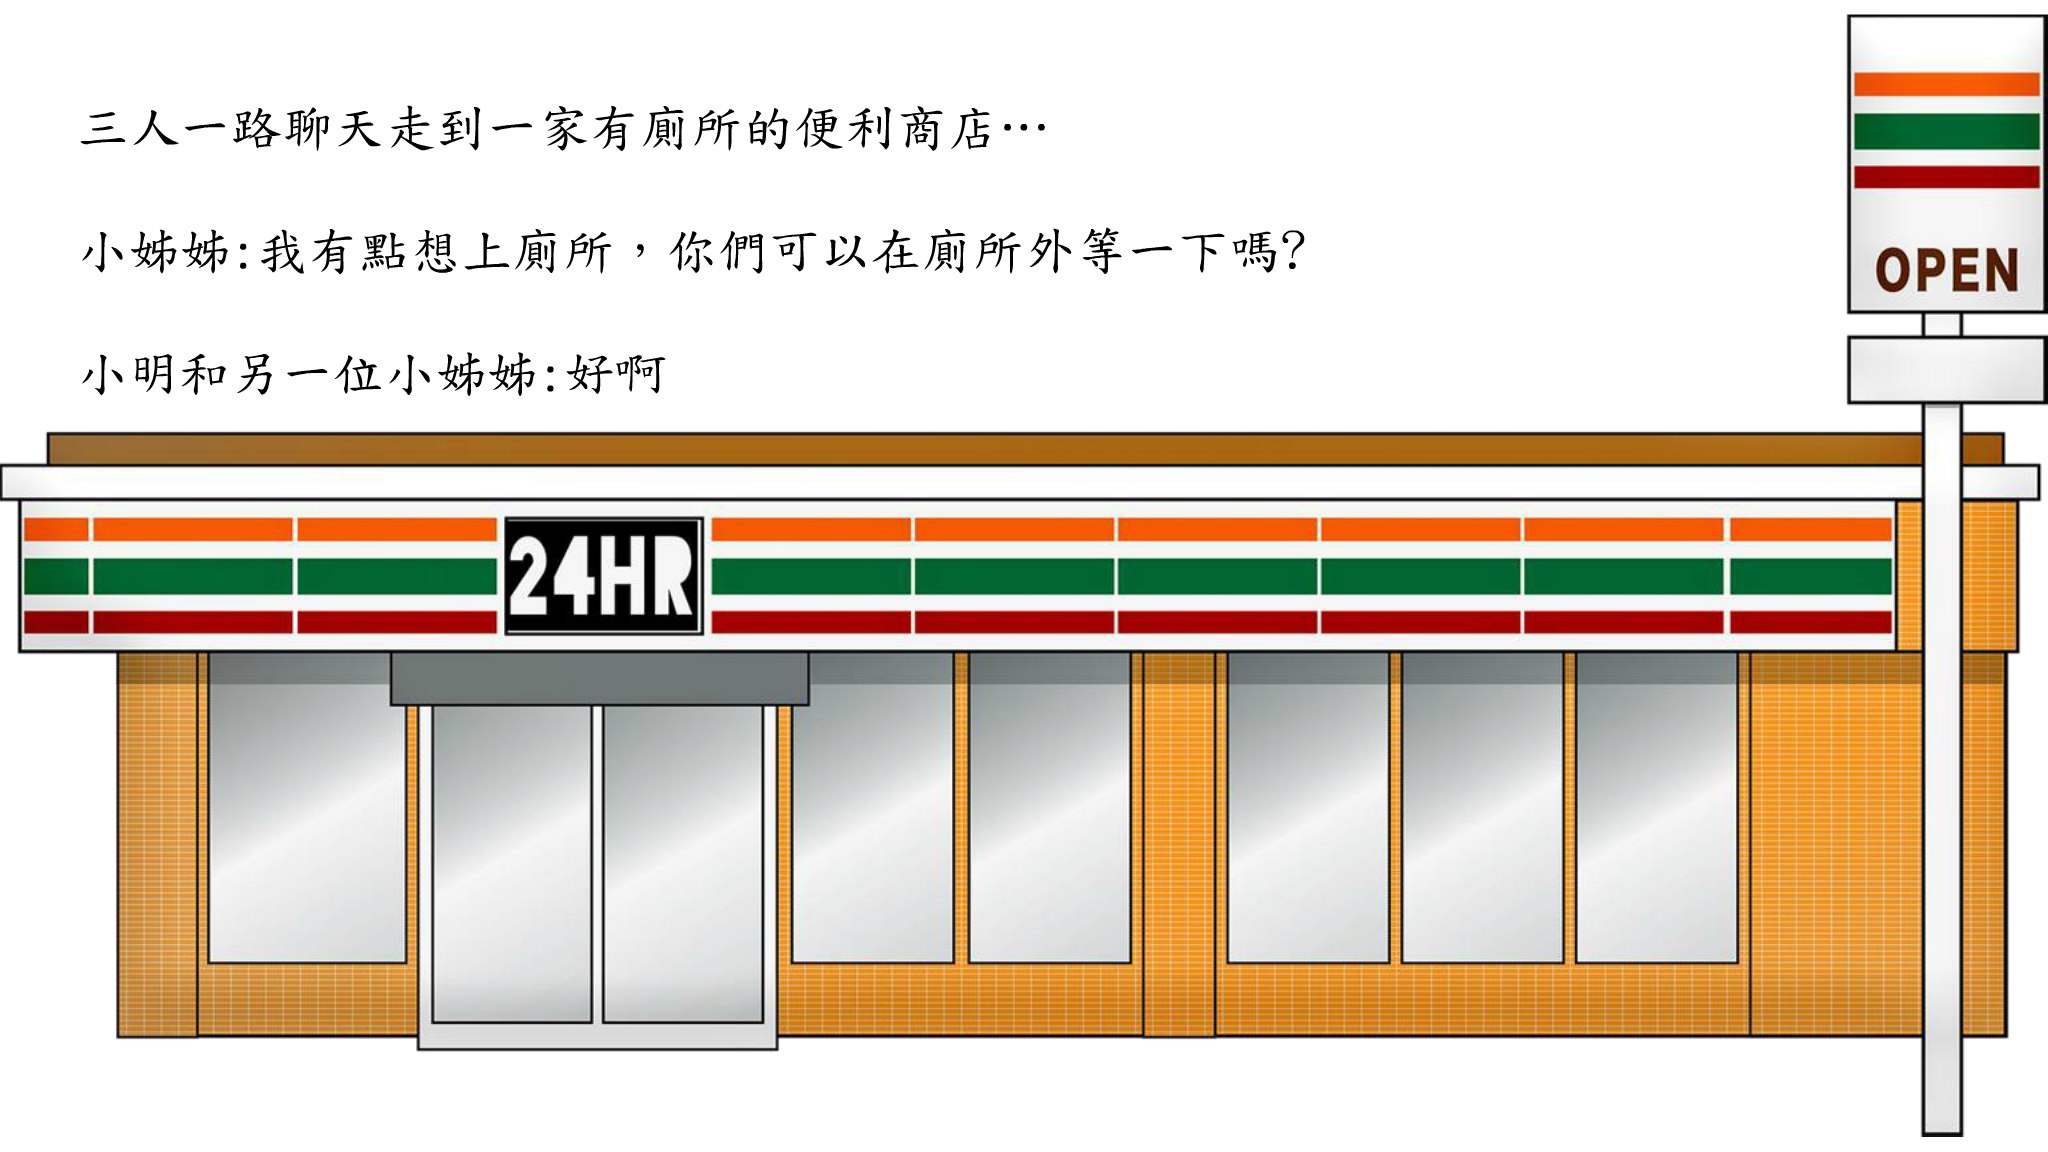 三人一路聊天走到一家有廁所的便利商店…
小姊姊:我有點想上廁所，你們可以在廁所外等一下嗎?
小明和另一位小姊姊:好啊
OPEN
24HR